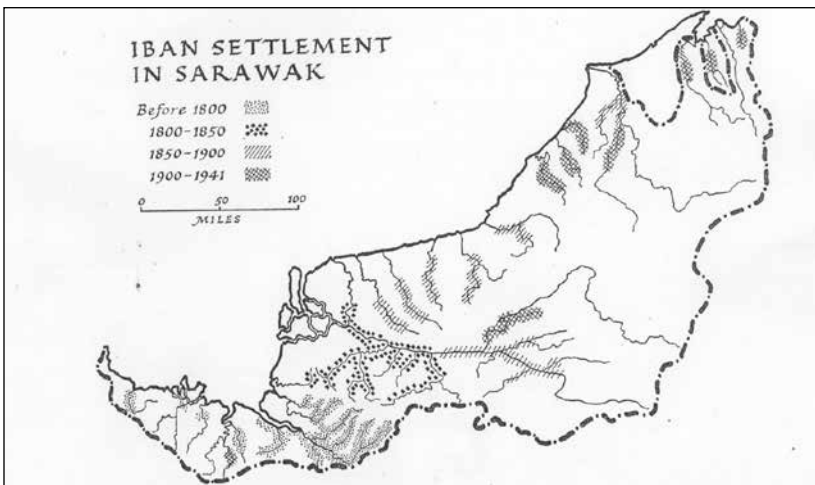 IBAN SETTLEMENT
IN SARAWAK
Before 1800
1800-1850
1850-1900
1900-1941
0 50 100
MILES